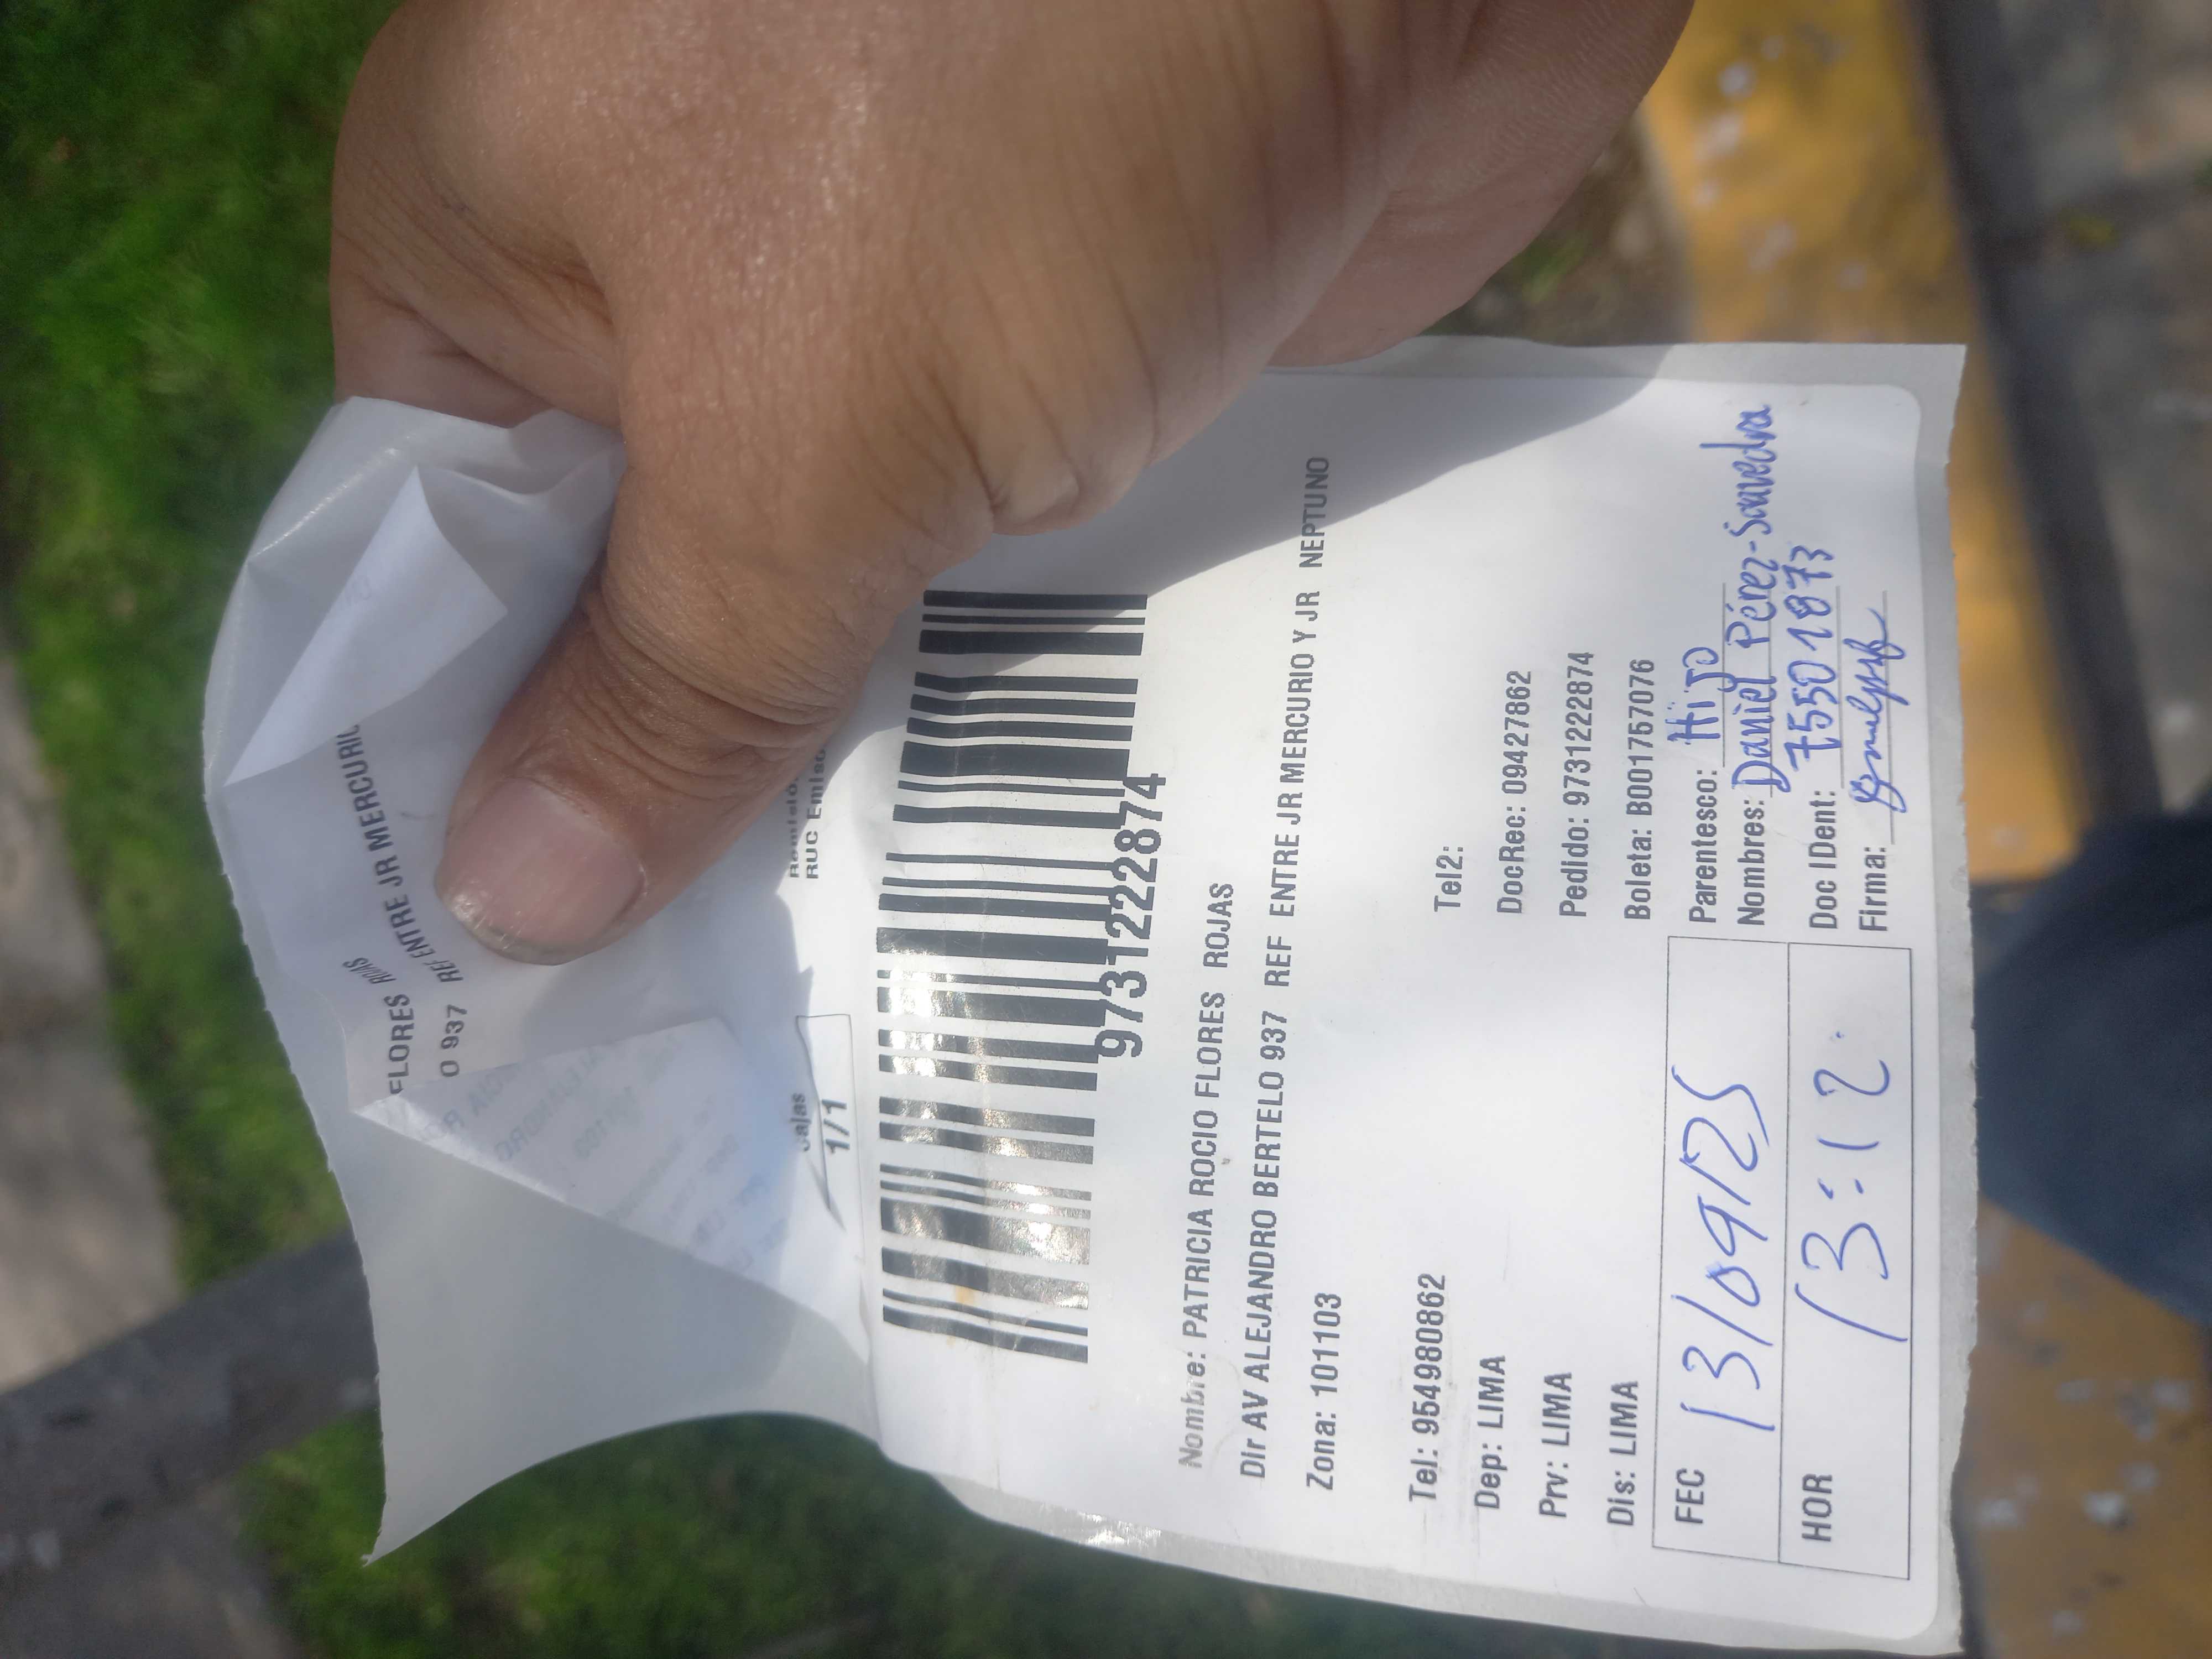 FLORES ROJAS
O 937 REF ENTRE JR MERCURIO
RUC Emiso
Cajas
1/1
9731222874
Nombre: PATRICIA ROCIO FLORES ROJAS
Dir AV ALEJANDRO BERTELO 937 REF ENTRE JR MERCURIO Y JR NEPTUNO
Zona: 101103
Tel.: 954980862 Tel2:
Dep: LIMA DocRec: 09427862
Prv: LIMA Pedido: 9731222874
Dis: LIMA Boleta: B001757076
FEC 13/09/25 Parentesco: Hijo
Nombres: Daniel Pérez-Saavedra
HOR 13:12. Doc IDent: 75501873
Firma: